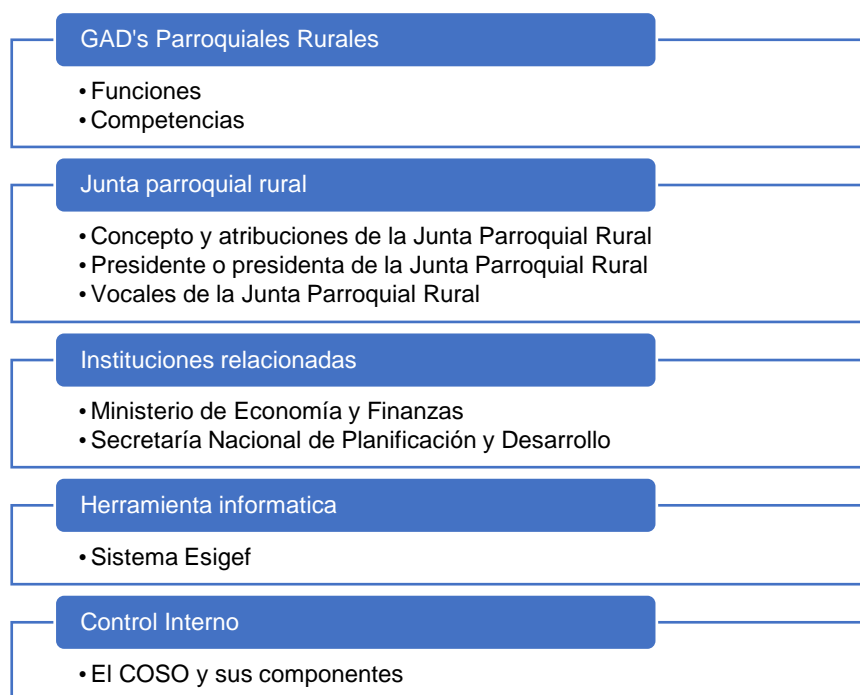 GAD's Parroquiales Rurales
• Funciones
• Competencias
Junta parroquial rural
• Concepto y atribuciones de la Junta Parroquial Rural
• Presidente o presidenta de la Junta Parroquial Rural
• Vocales de la Junta Parroquial Rural
Instituciones relacionadas
• Ministerio de Economía y Finanzas
• Secretaría Nacional de Planificación y Desarrollo
Herramienta informatica
• Sistema Esigef
Control Interno
• El COSO y sus componentes